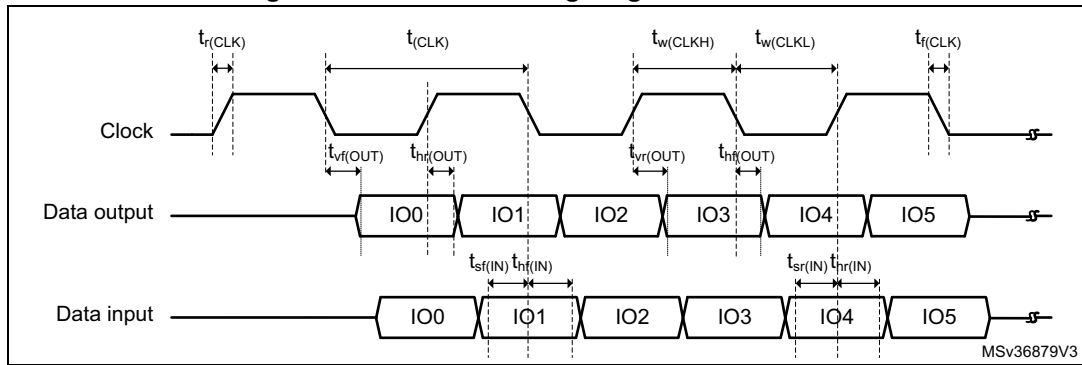 t_r(CLK) t_(CLK) t_w(CLKH) t_w(CLKL) t_f(CLK)
Clock
t_vf(OUT) t_hr(OUT) t_vr(OUT) t_hf(OUT)
Data output IO0 IO1 IO2 IO3 IO4 IO5
t_sf(IN) t_hf(IN) t_sr(IN) t_hr(IN)
Data input IO0 IO1 IO2 IO3 IO4 IO5
MSv36879V3